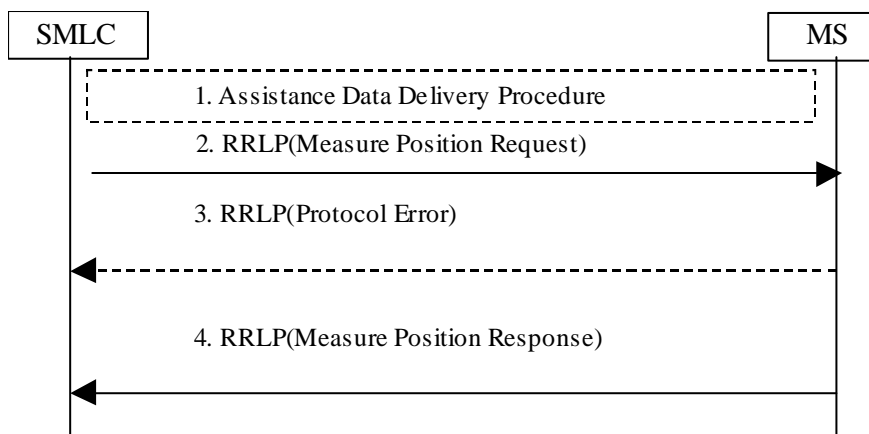 SMLC
MS
1. Assistance Data Delivery Procedure
2. RRLP(Measure Position Request)
3. RRLP(Protocol Error)
4. RRLP(Measure Position Response)